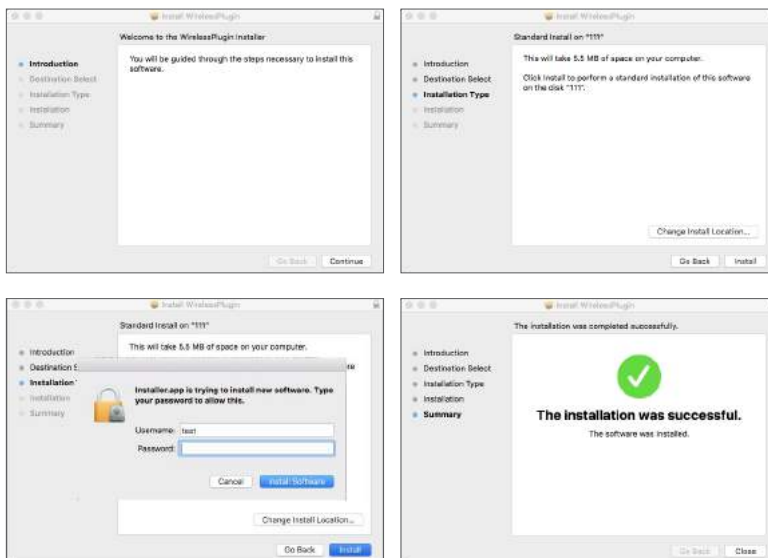 Install WirelessPlugin
Welcome to the WirelessPlugin Installer
Introduction
Destination Select
Installation Type
Installation
Summary
You will be guided through the steps necessary to install this
software.
Go Back
Continue
Install WirelessPlugin
Standard Install on "111"
Introduction
Destination Select
Installation Type
Installation
Summary
This will take 5.5 MB of space on your computer.
Click Install to perform a standard installation of this software
on the disk "111".
Change Install Location...
Go Back
Install
Install WirelessPlugin
Standard Install on "111"
Introduction
Destination S
Installation
Installation
Summary
This will take 5.5 MB of space on your computer.
re
Installer.app is trying to install new software. Type
your password to allow this.
Username: test
Password:
Cancel
Install Software
Change Install Location...
Go Back
Install
Install WirelessPlugin
The installation was completed successfully.
Introduction
Destination Select
Installation Type
Installation
Summary
The installation was successful.
The software was installed.
Go Back
Close